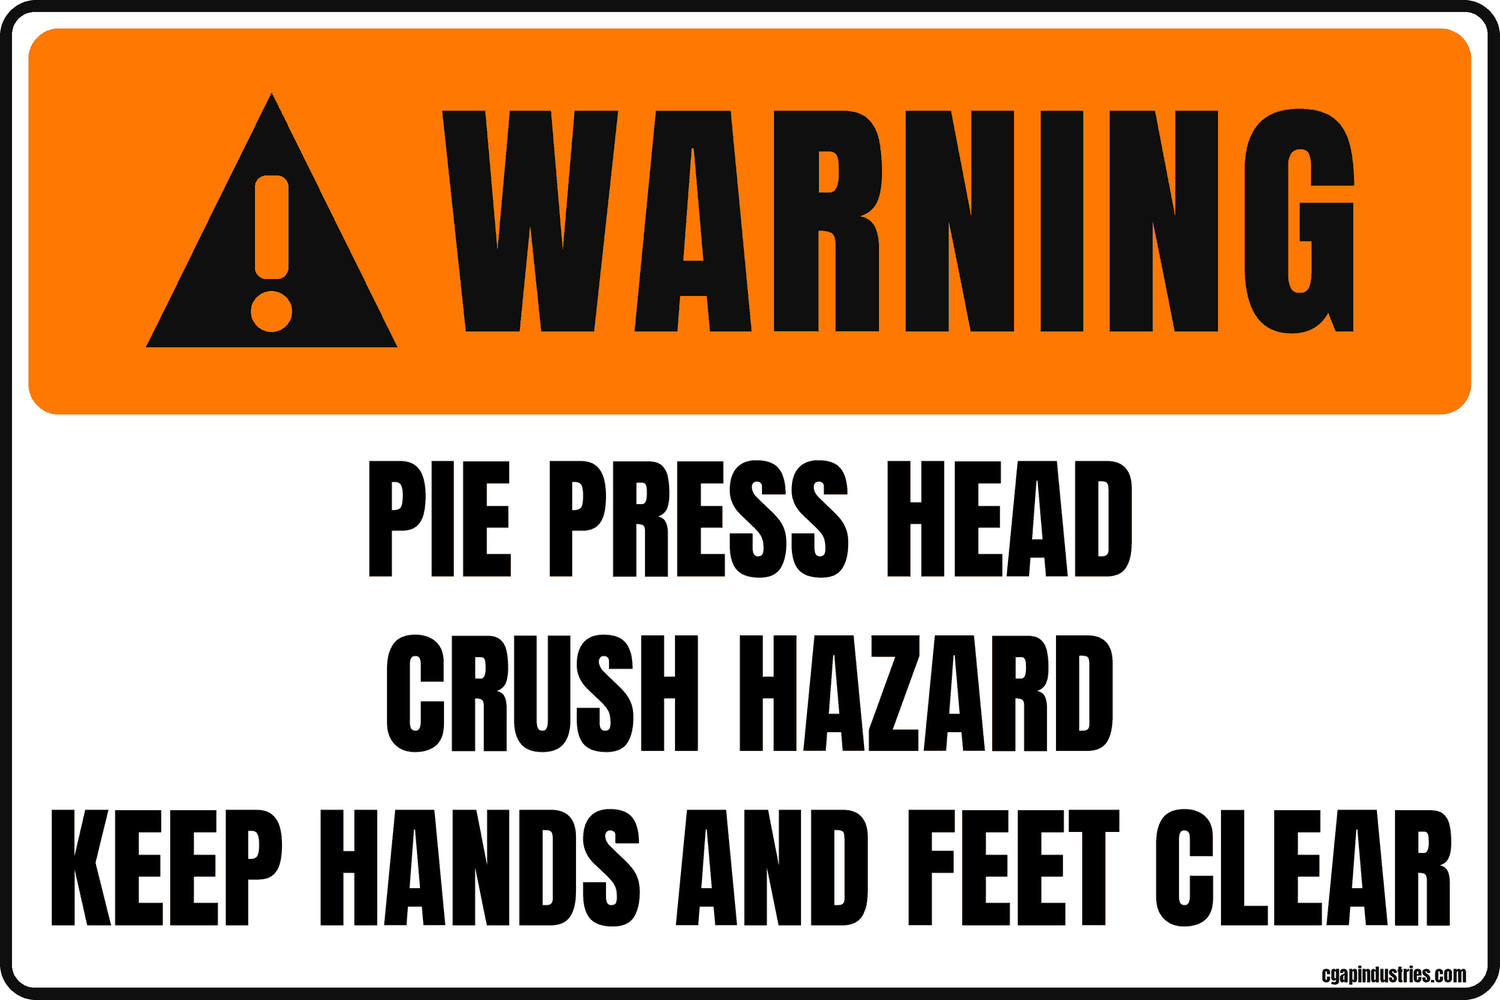 WARNING
PIE PRESS HEAD
CRUSH HAZARD
KEEP HANDS AND FEET CLEAR
cgapindustries.com